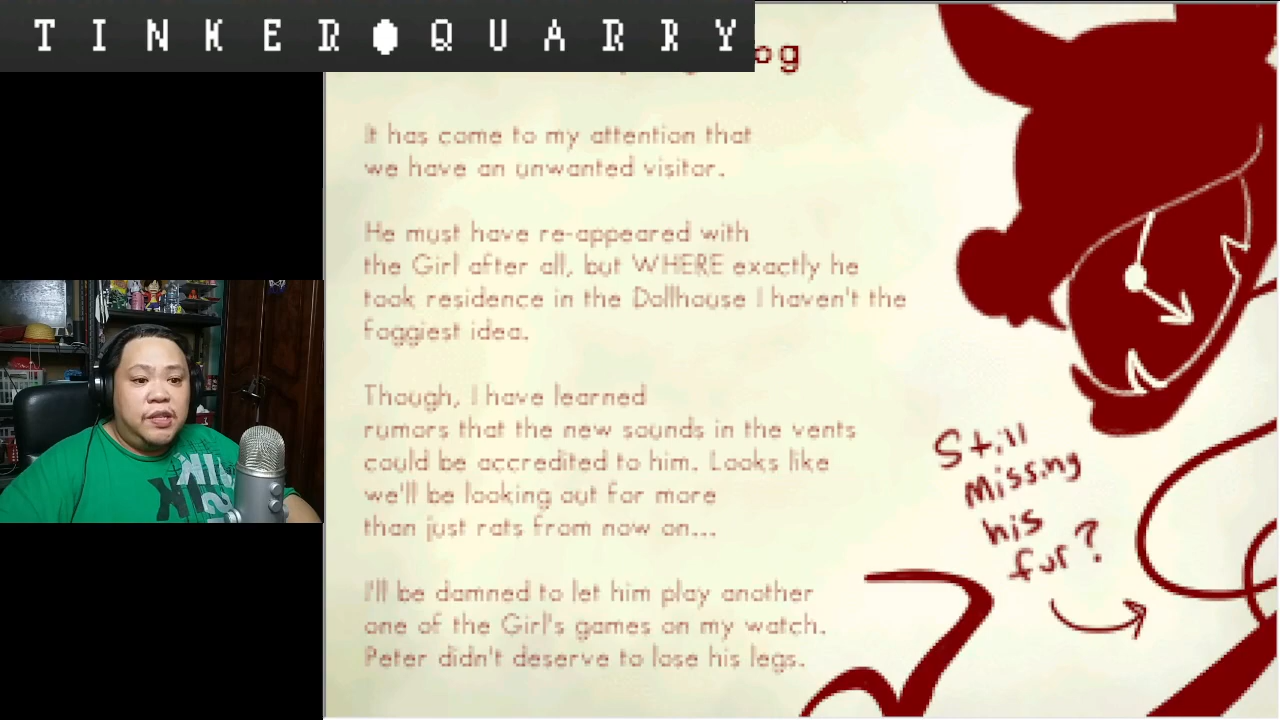 TINKER QUARRY
og
It has come to my attention that
we have an unwanted visitor.
He must have re-appeared with
the Girl after all, but WHERE exactly he
took residence in the Dollhouse I haven't the
foggiest idea.
Though, I have learned
rumors that the new sounds in the vents
could be accredited to him. Looks like
we'll be looking out for more
than just rats from now on...
I'll be damned to let him play another
one of the Girl's games on my watch.
Peter didn't deserve to lose his legs.
Still
missing
his
fur?